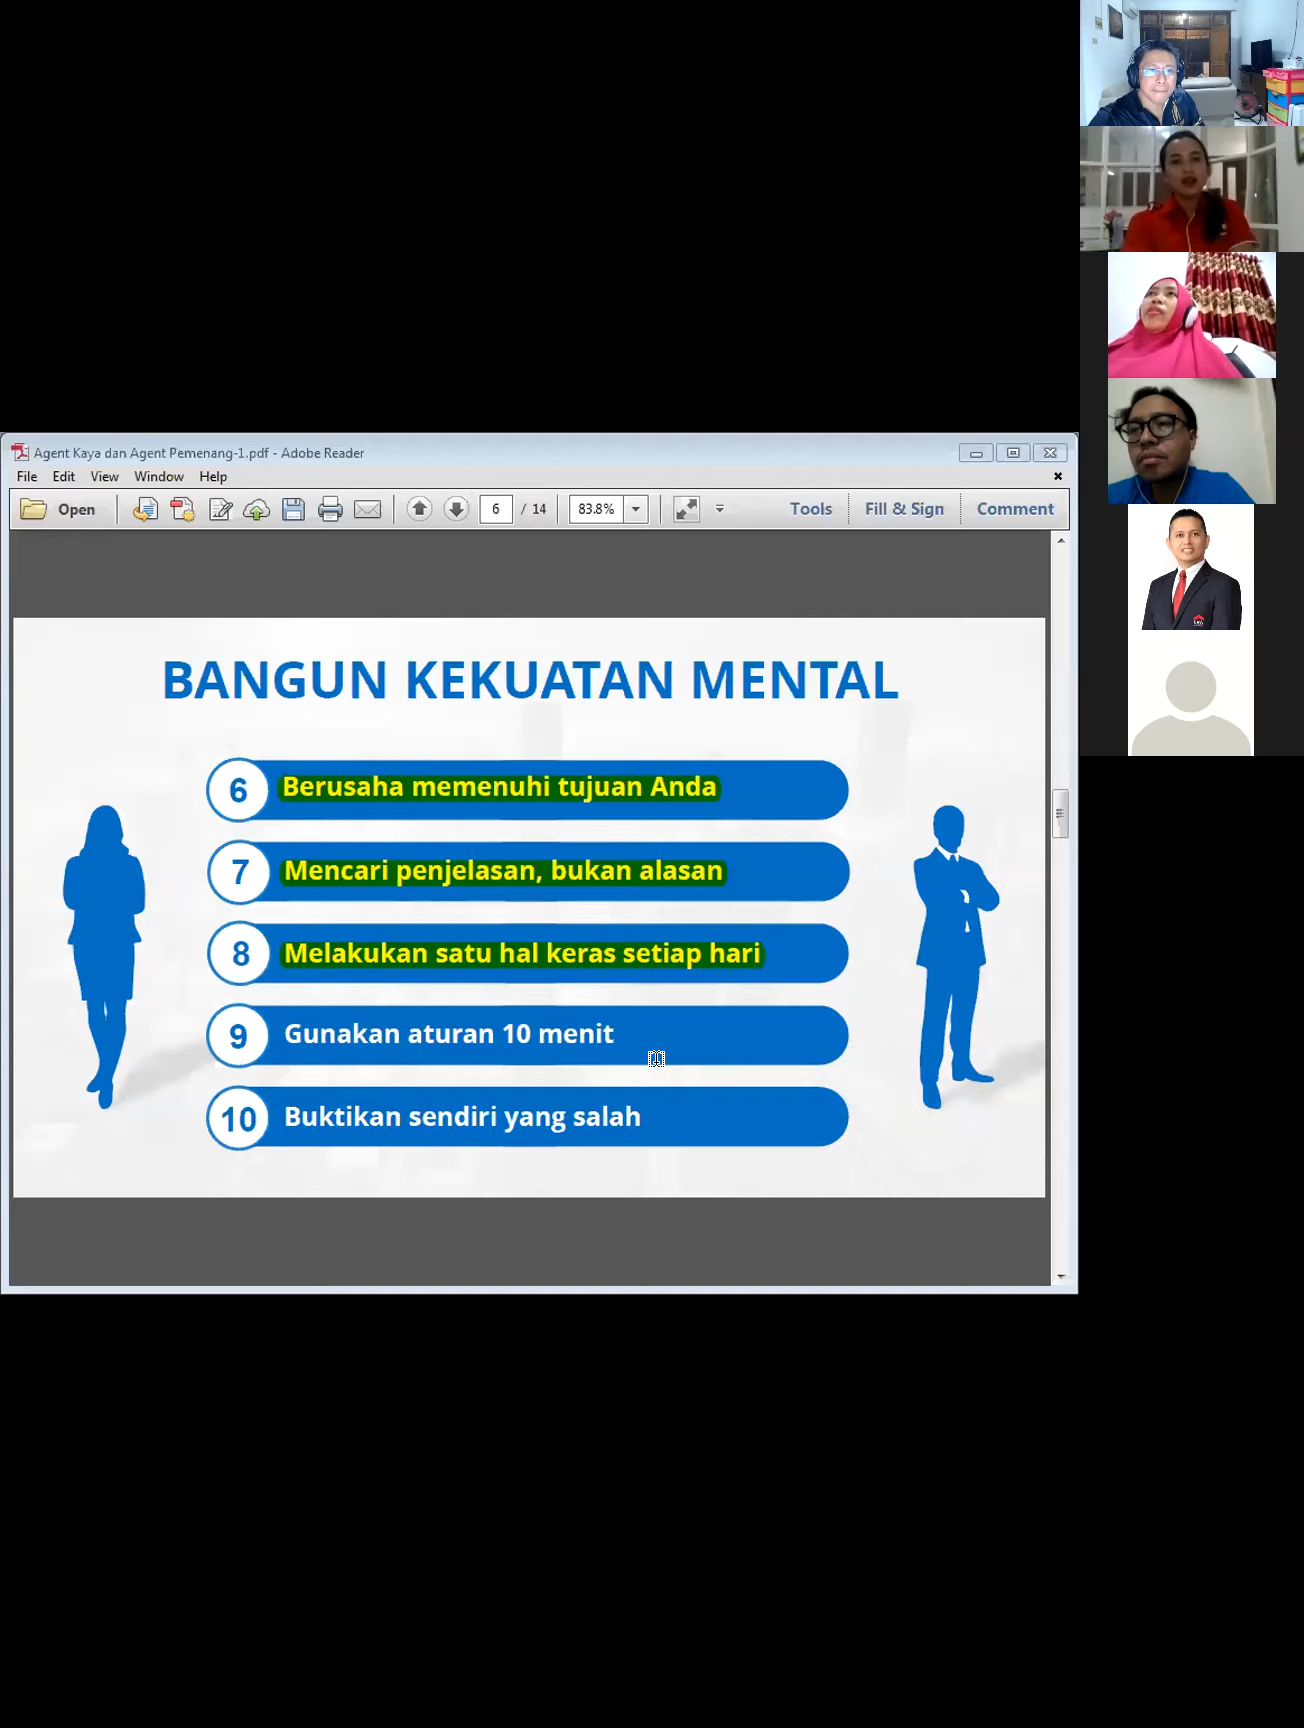 Agent Kaya dan Agent Pemenang-1.pdf - Adobe Reader
File Edit View Window Help
Open 6 / 14 83.8% Tools Fill & Sign Comment
BANGUN KEKUATAN MENTAL
6 Berusaha memenuhi tujuan Anda
7 Mencari penjelasan, bukan alasan
8 Melakukan satu hal keras setiap hari
9 Gunakan aturan 10 menit
10 Buktikan sendiri yang salah